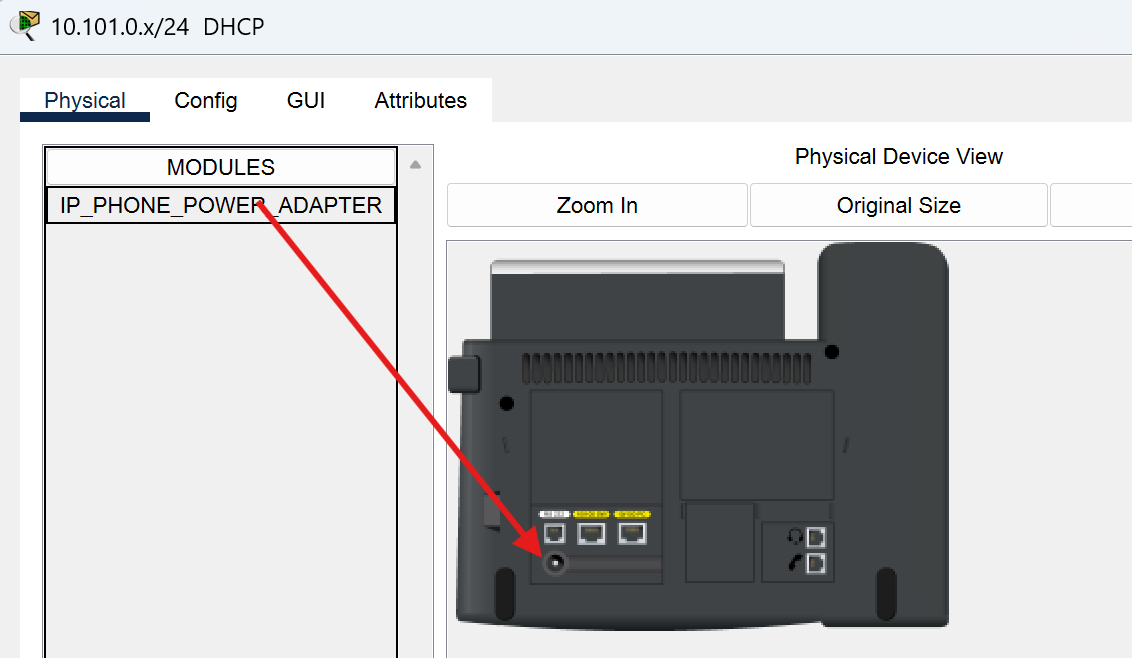 10.101.0.x/24 DHCP
Physical Config GUI Attributes
MODULES
IP_PHONE_POWER_ADAPTER
Physical Device View
Zoom In Original Size